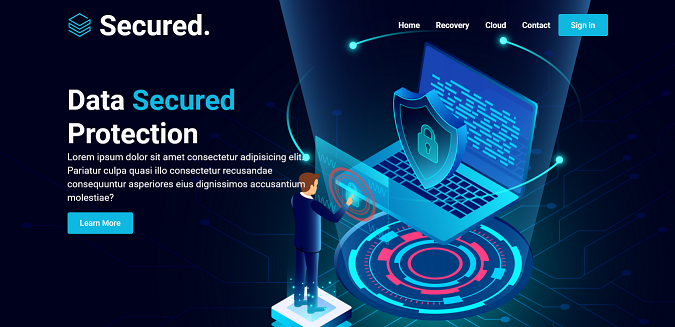 Secured.
Home Recovery Cloud Contact Sign in
Data Secured
Protection
Lorem ipsum dolor sit amet consectetur adipisicing elit.
Pariatur culpa quasi illo consectetur recusandae
consequuntur asperiores eius dignissimos accusantium
molestiae?
Learn More